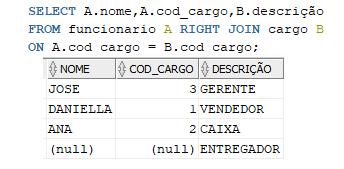 SELECT A.nome,A.cod_cargo,B.descrição
FROM funcionario A RIGHT JOIN cargo B
ON A.cod cargo = B.cod cargo;
NOME COD_CARGO DESCRIÇÃO
JOSE 3 GERENTE
DANIELLA 1 VENDEDOR
ANA 2 CAIXA
(null) (null) ENTREGADOR